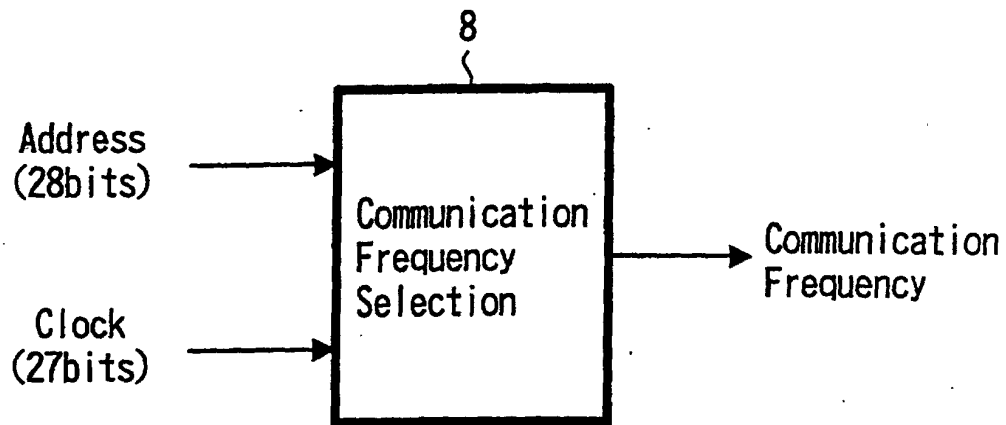 8
Address
(28bits)
Communication
Frequency
Selection
Communication
Frequency
Clock
(27bits)